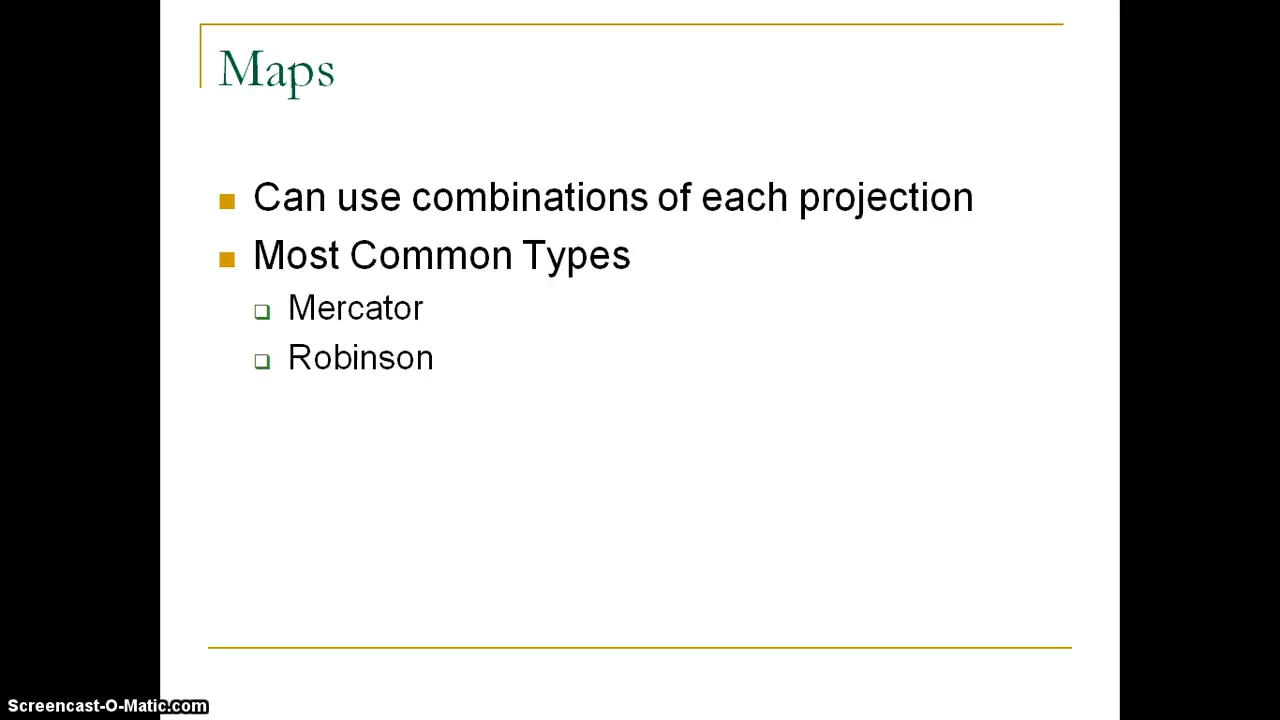 Maps
Can use combinations of each projection
Most Common Types
Mercator
Robinson
Screencast-O-Matic.com